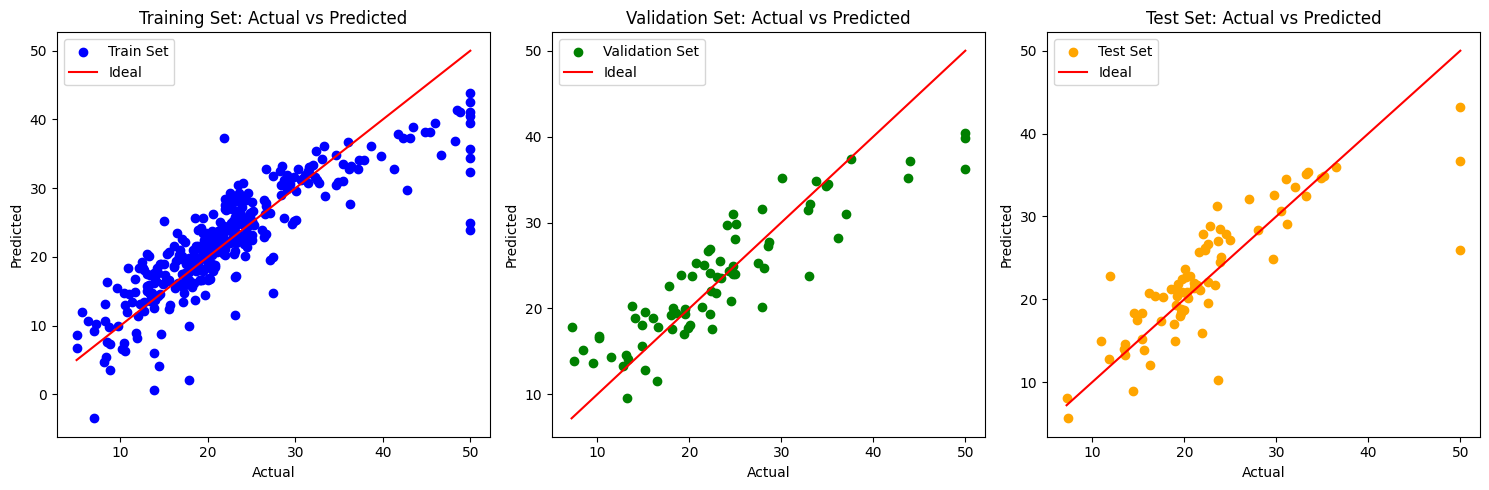 Training Set: Actual vs Predicted
Train Set
Ideal
50
40
30
20
10
0
Predicted
10
20
30
40
50
Actual
Validation Set: Actual vs Predicted
Validation Set
Ideal
50
40
30
20
10
Predicted
10
20
30
40
50
Actual
Test Set: Actual vs Predicted
Test Set
Ideal
50
40
30
20
10
Predicted
10
20
30
40
50
Actual